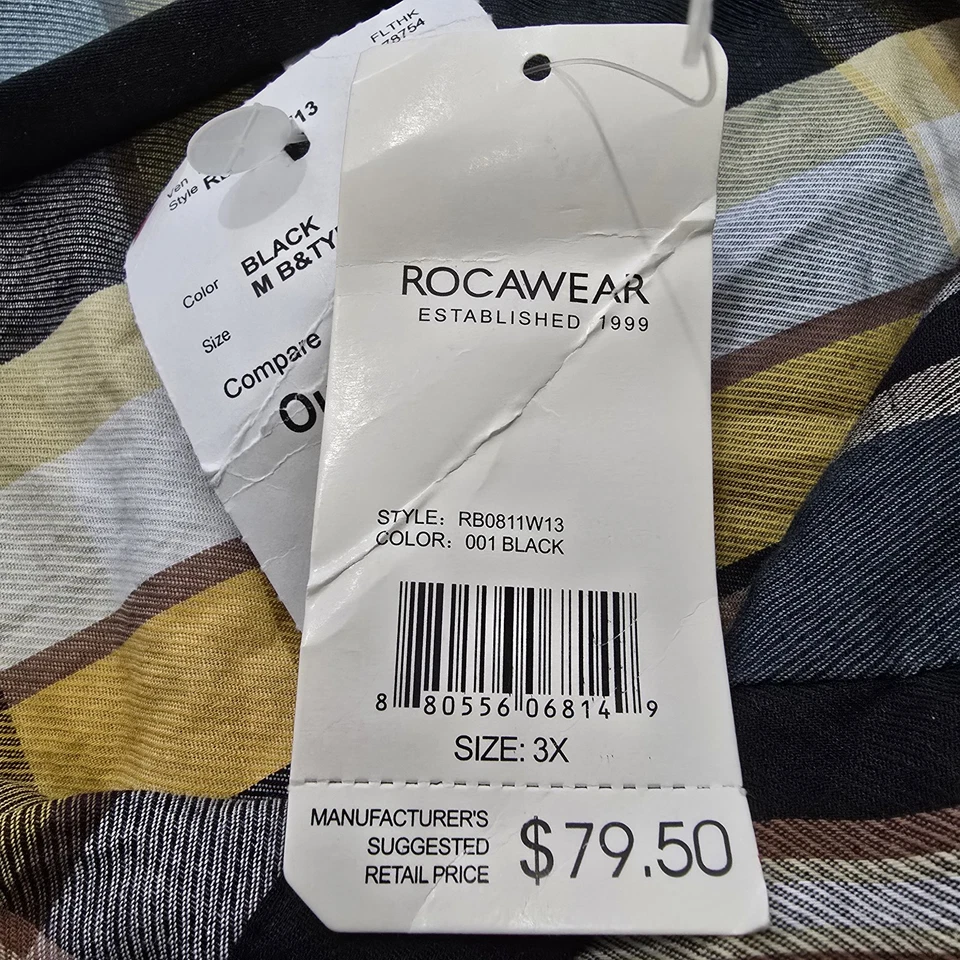 FLTHK
78754
13
ven
Style
Color BLACK
M B&TY
Size
Compare
ROCAWEAR
ESTABLISHED 1999
STYLE: RB0811W13
COLOR: 001 BLACK
8 80556 06814 9
SIZE: 3X
MANUFACTURER'S
SUGGESTED
RETAIL PRICE
$79.50